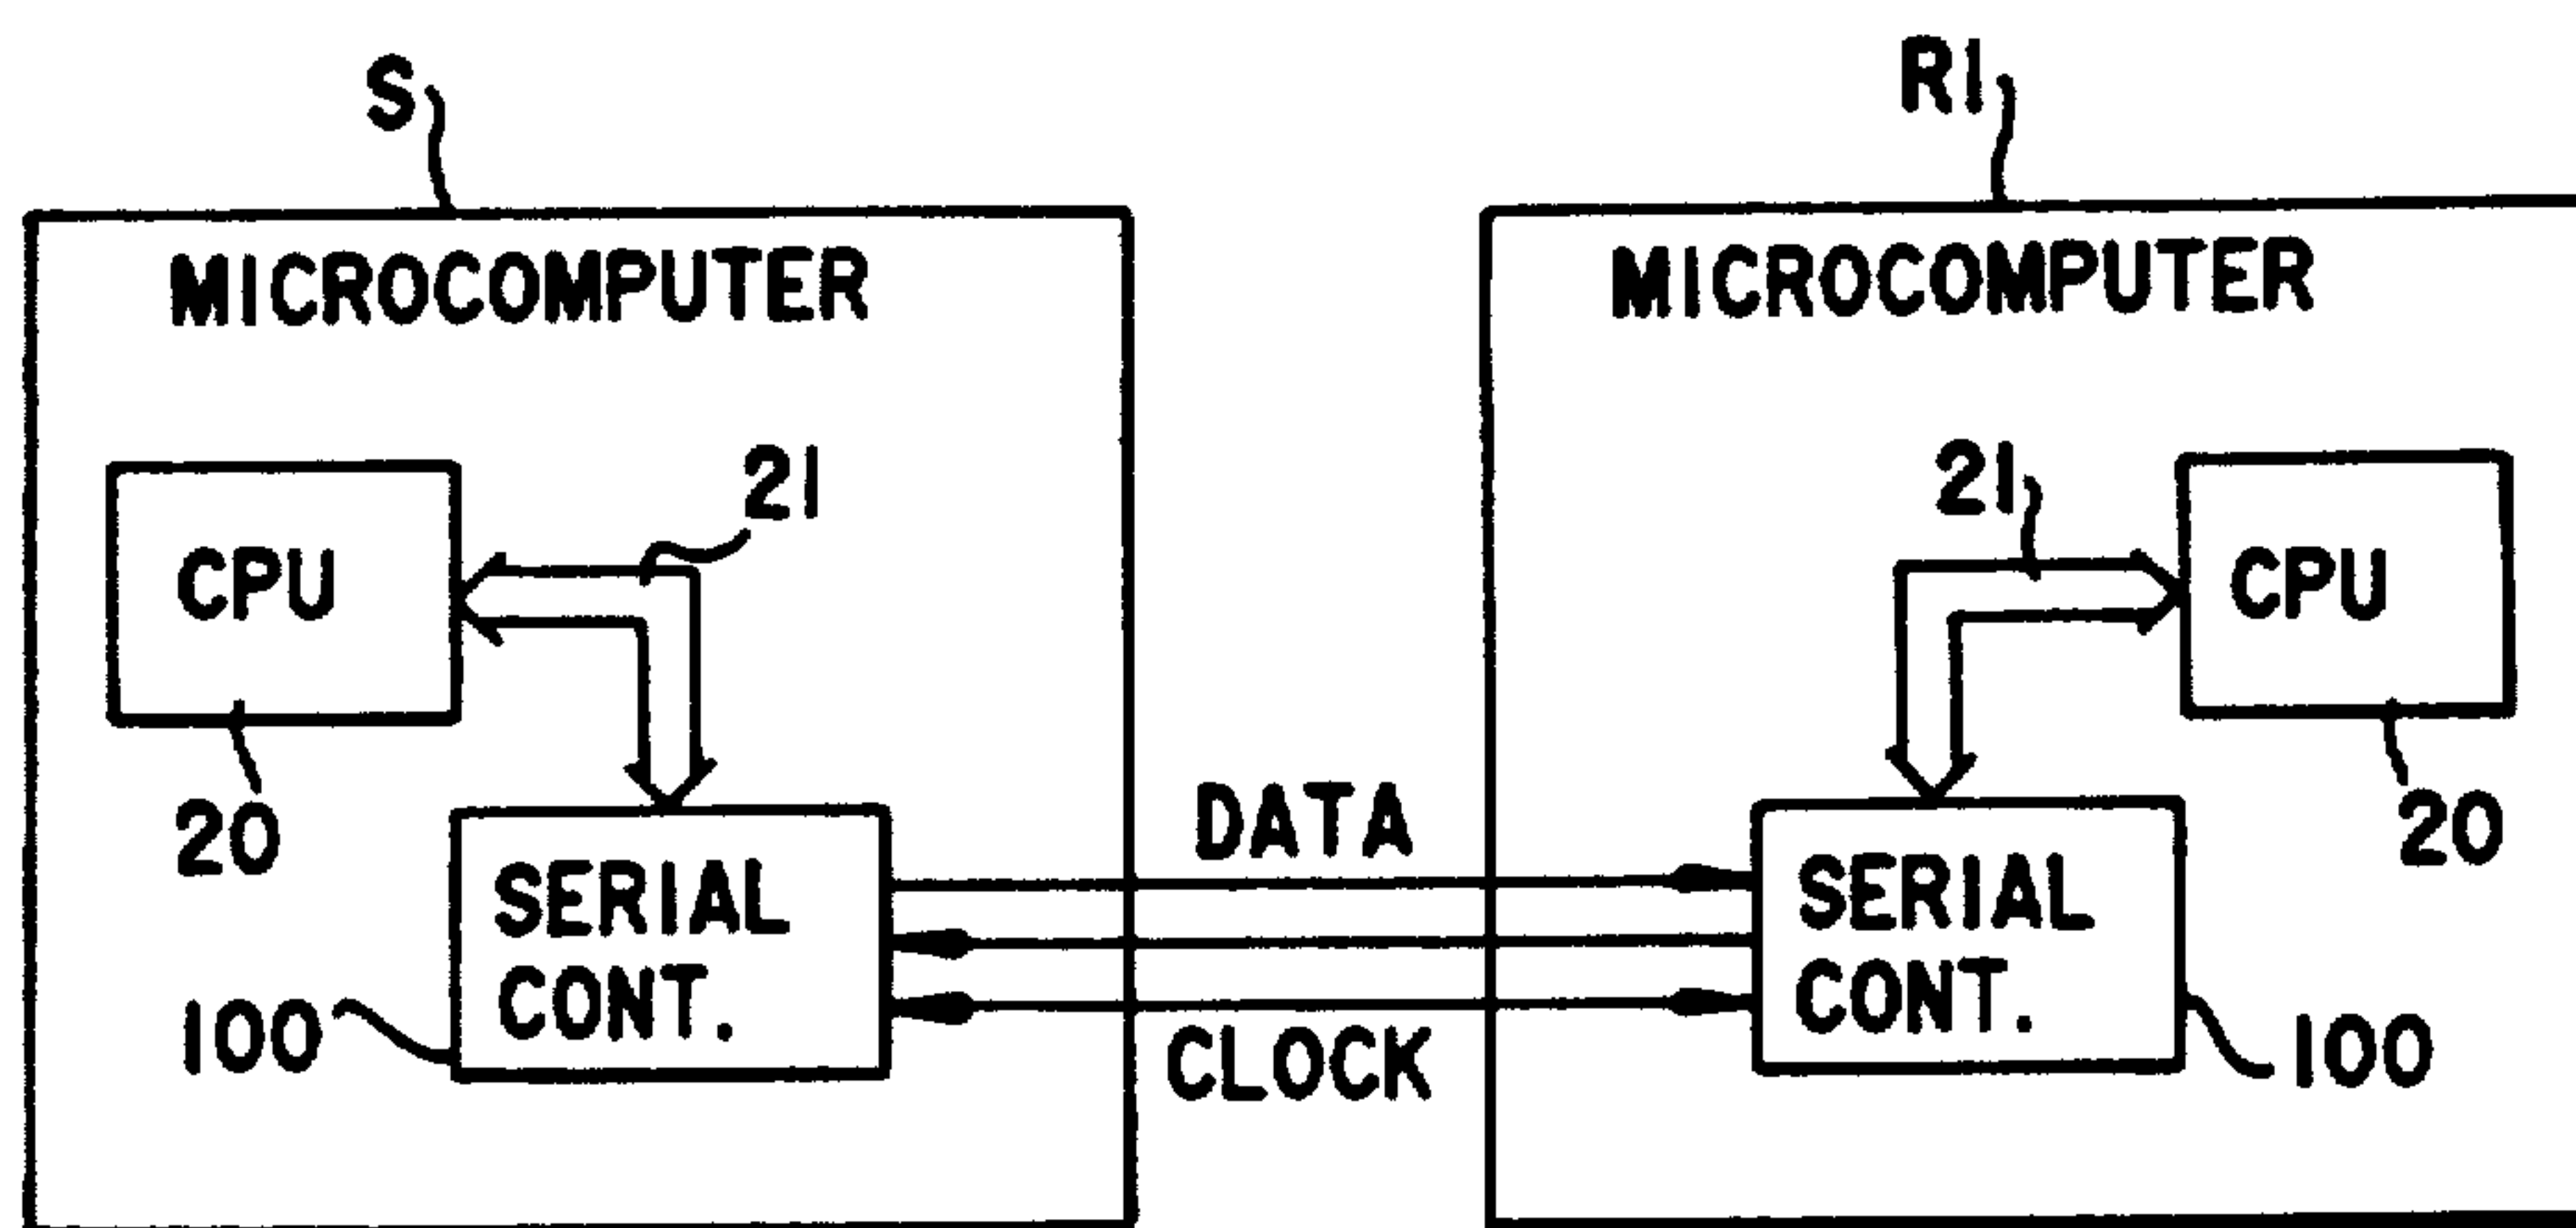 S
R1
MICROCOMPUTER
MICROCOMPUTER
21
21
CPU
CPU
20
20
DATA
SERIAL
CONT.
SERIAL
CONT.
100
CLOCK
100